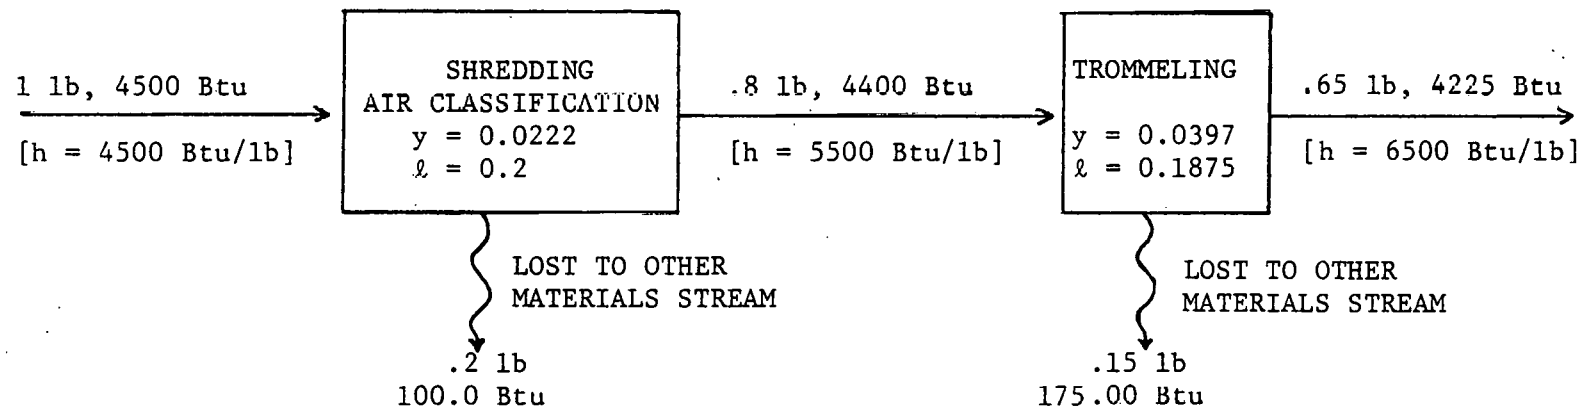 1 lb, 4500 Btu
[h = 4500 Btu/lb]
SHREDDING
AIR CLASSIFICATION
y = 0.0222
ℓ = 0.2
.8 lb, 4400 Btu
[h = 5500 Btu/lb]
TROMMELING
y = 0.0397
ℓ = 0.1875
.65 lb, 4225 Btu
[h = 6500 Btu/lb]
LOST TO OTHER
MATERIALS STREAM
.2 lb
100.0 Btu
LOST TO OTHER
MATERIALS STREAM
.15 lb
175.00 Btu